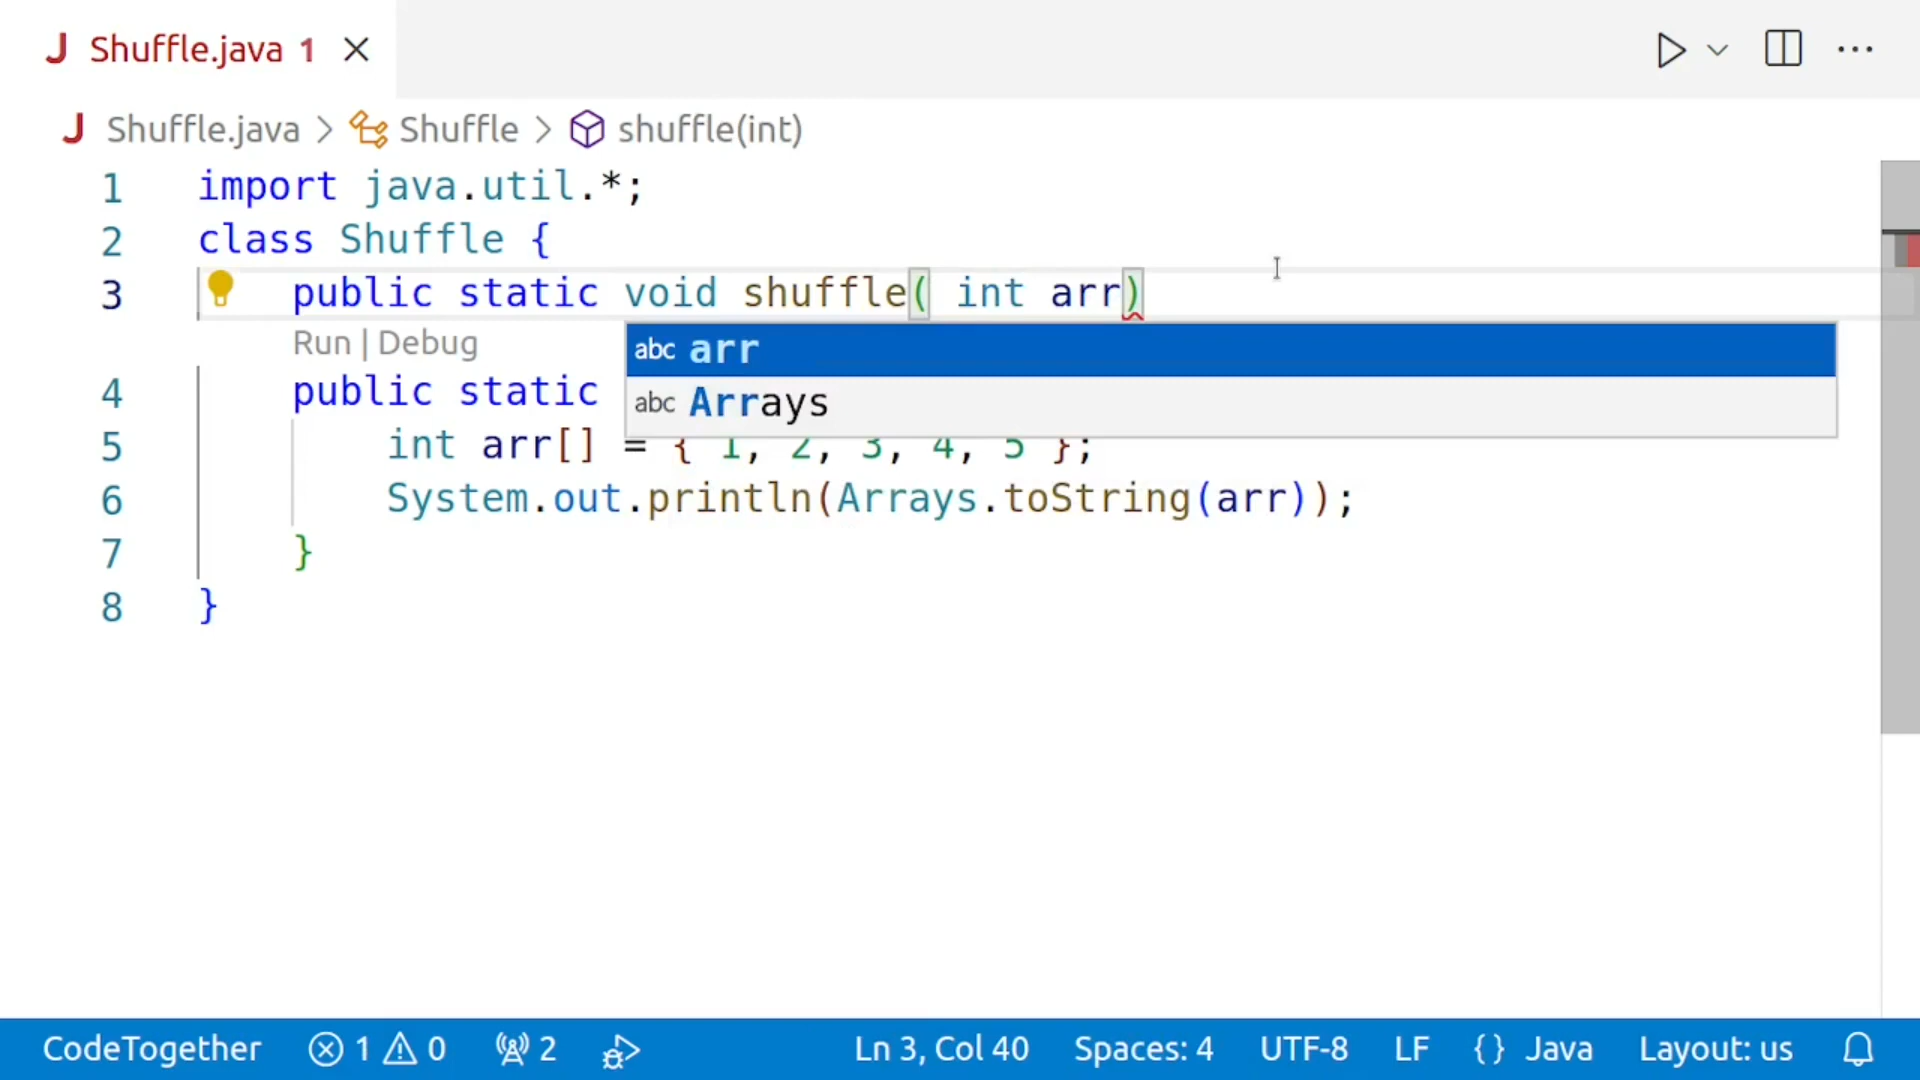 J Shuffle.java 1
J Shuffle.java > Shuffle > shuffle(int)
1 import java.util.*;
2 class Shuffle {
3 public static void shuffle( int arr)
Run | Debug
abc arr
abc Arrays
4 public static
5 int arr[] = { 1, 2, 3, 4, 5 };
6 System.out.println(Arrays.toString(arr));
7 }
8 }
CodeTogether 1 0 2 Ln 3, Col 40 Spaces: 4 UTF-8 LF {} Java Layout: us